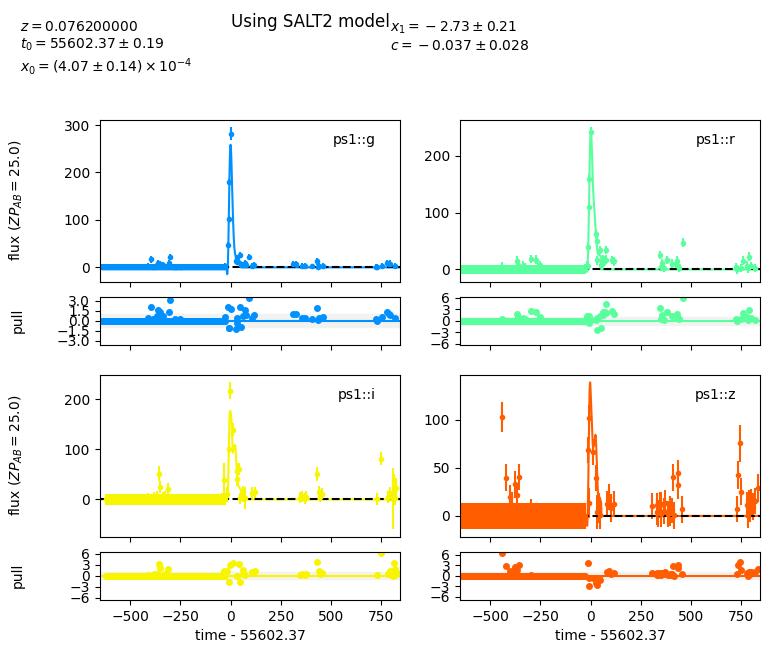 Using SALT2 model
z = 0.076200000
t₀ = 55602.37 ± 0.19
x₀ = (4.07 ± 0.14) × 10⁻⁴
x₁ = −2.73 ± 0.21
c = −0.037 ± 0.028
flux (ZP_AB = 25.0)
300
200
100
0
ps1::g
200
100
0
ps1::r
pull
3.0
1.5
0.0
−1.5
−3.0
6
3
0
−3
−6
flux (ZP_AB = 25.0)
200
100
0
ps1::i
100
50
0
ps1::z
pull
6
3
0
−3
−6
−500 −250 0 250 500 750
time - 55602.37
6
3
0
−3
−6
−500 −250 0 250 500 750
time - 55602.37